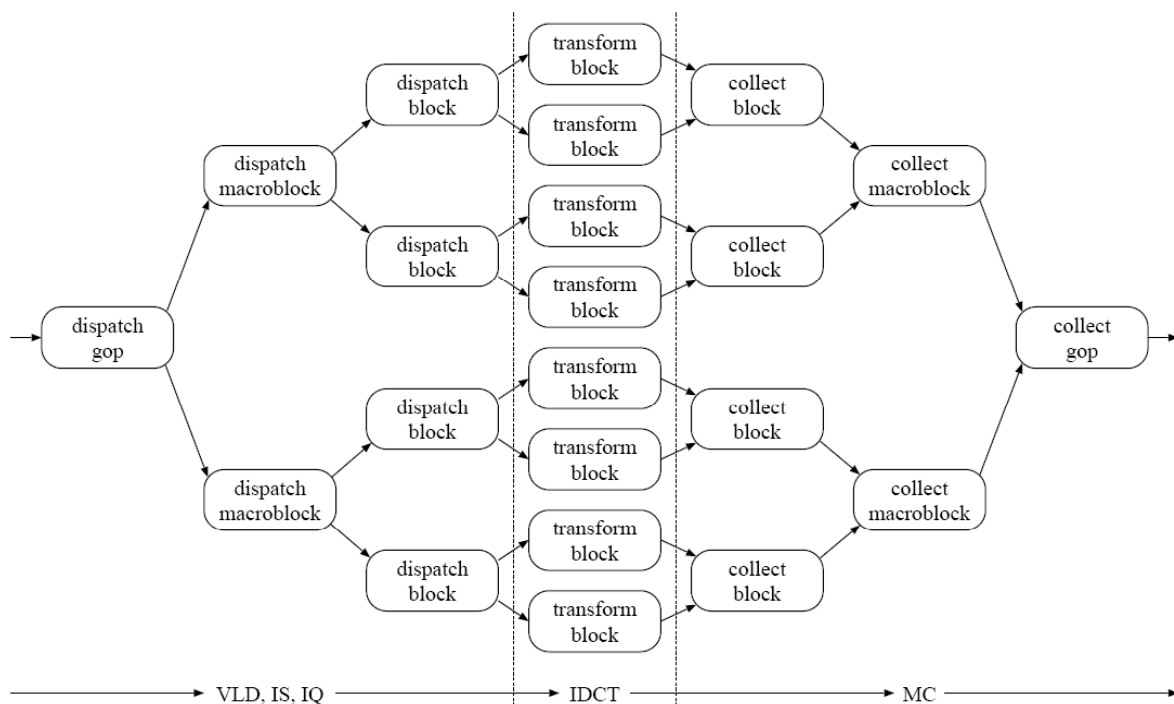 transform
block
dispatch
block
collect
block
transform
block
dispatch
macroblock
collect
macroblock
transform
block
dispatch
block
collect
block
transform
block
dispatch
gop
collect
gop
transform
block
dispatch
block
collect
block
transform
block
dispatch
macroblock
collect
macroblock
transform
block
dispatch
block
collect
block
transform
block
VLD, IS, IQ
IDCT
MC